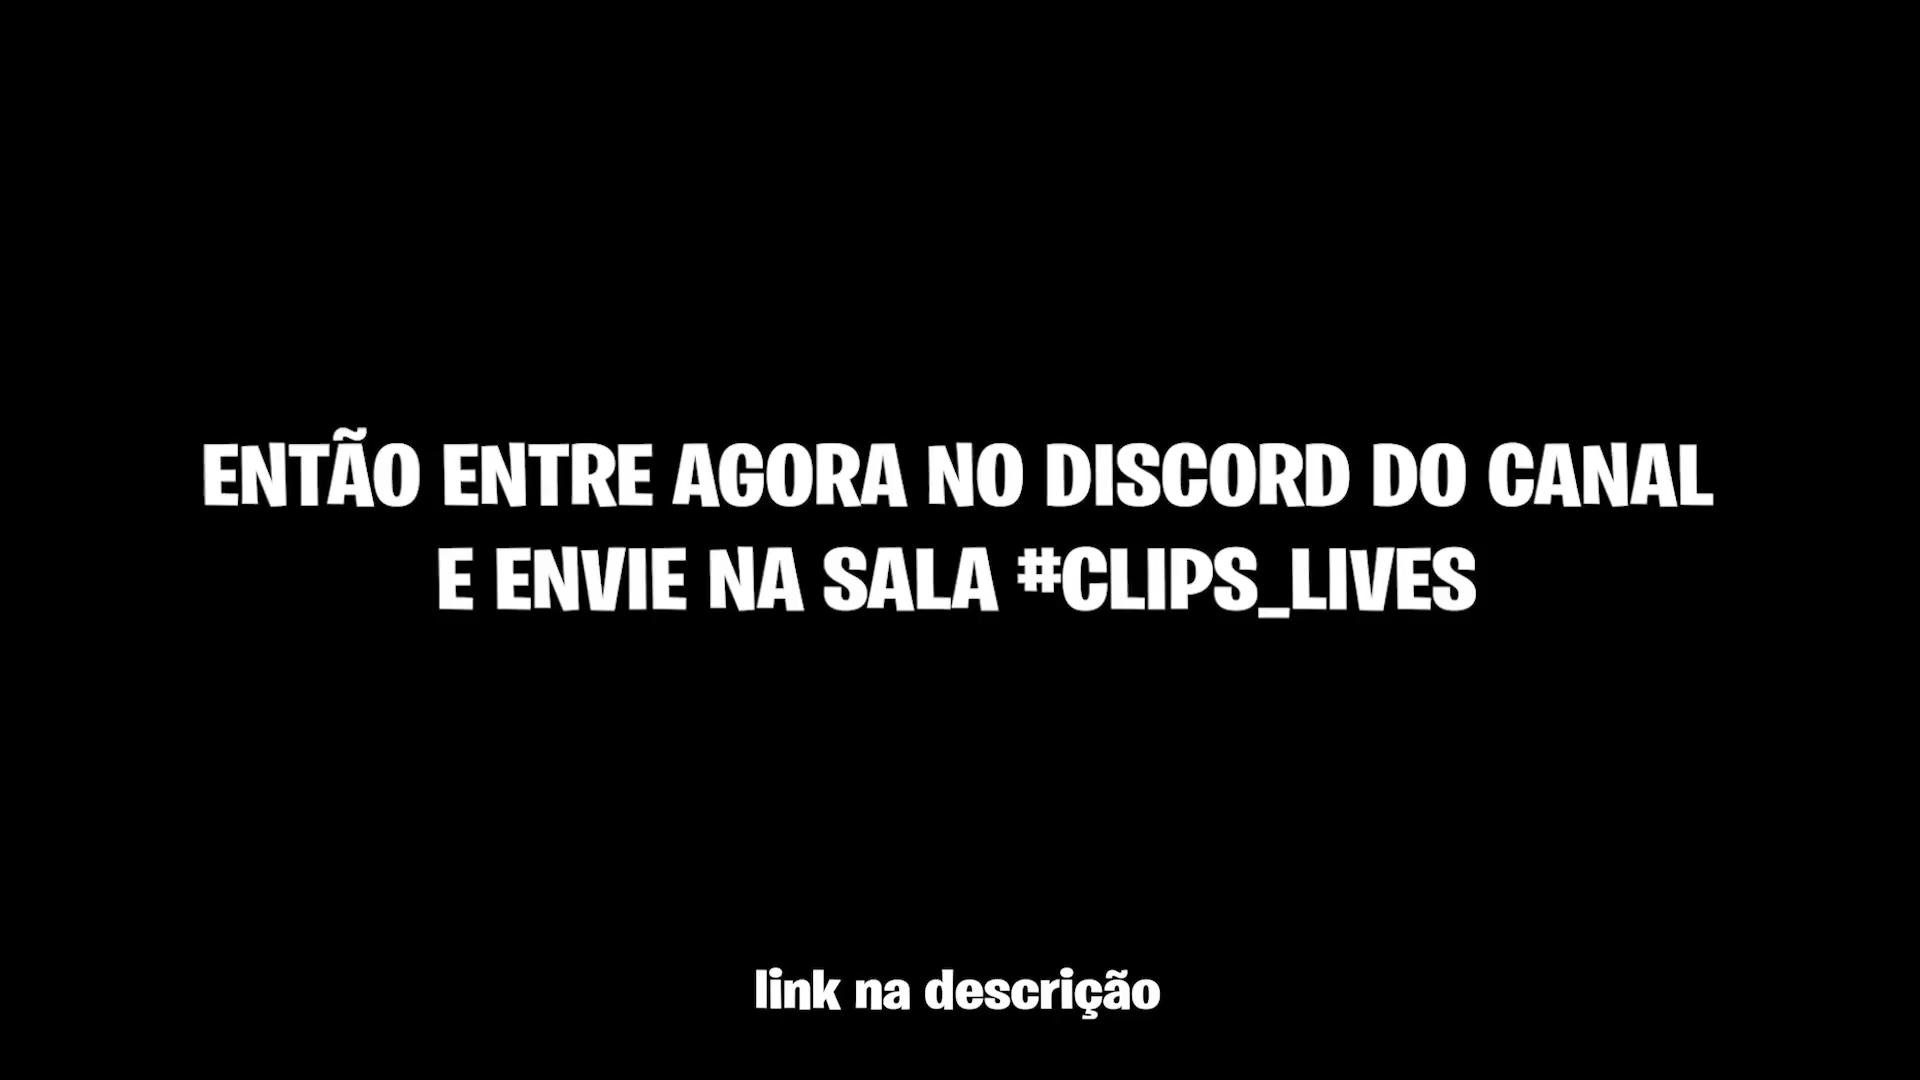 ENTÃO ENTRE AGORA NO DISCORD DO CANAL
E ENVIE NA SALA #CLIPS_LIVES
link na descrição